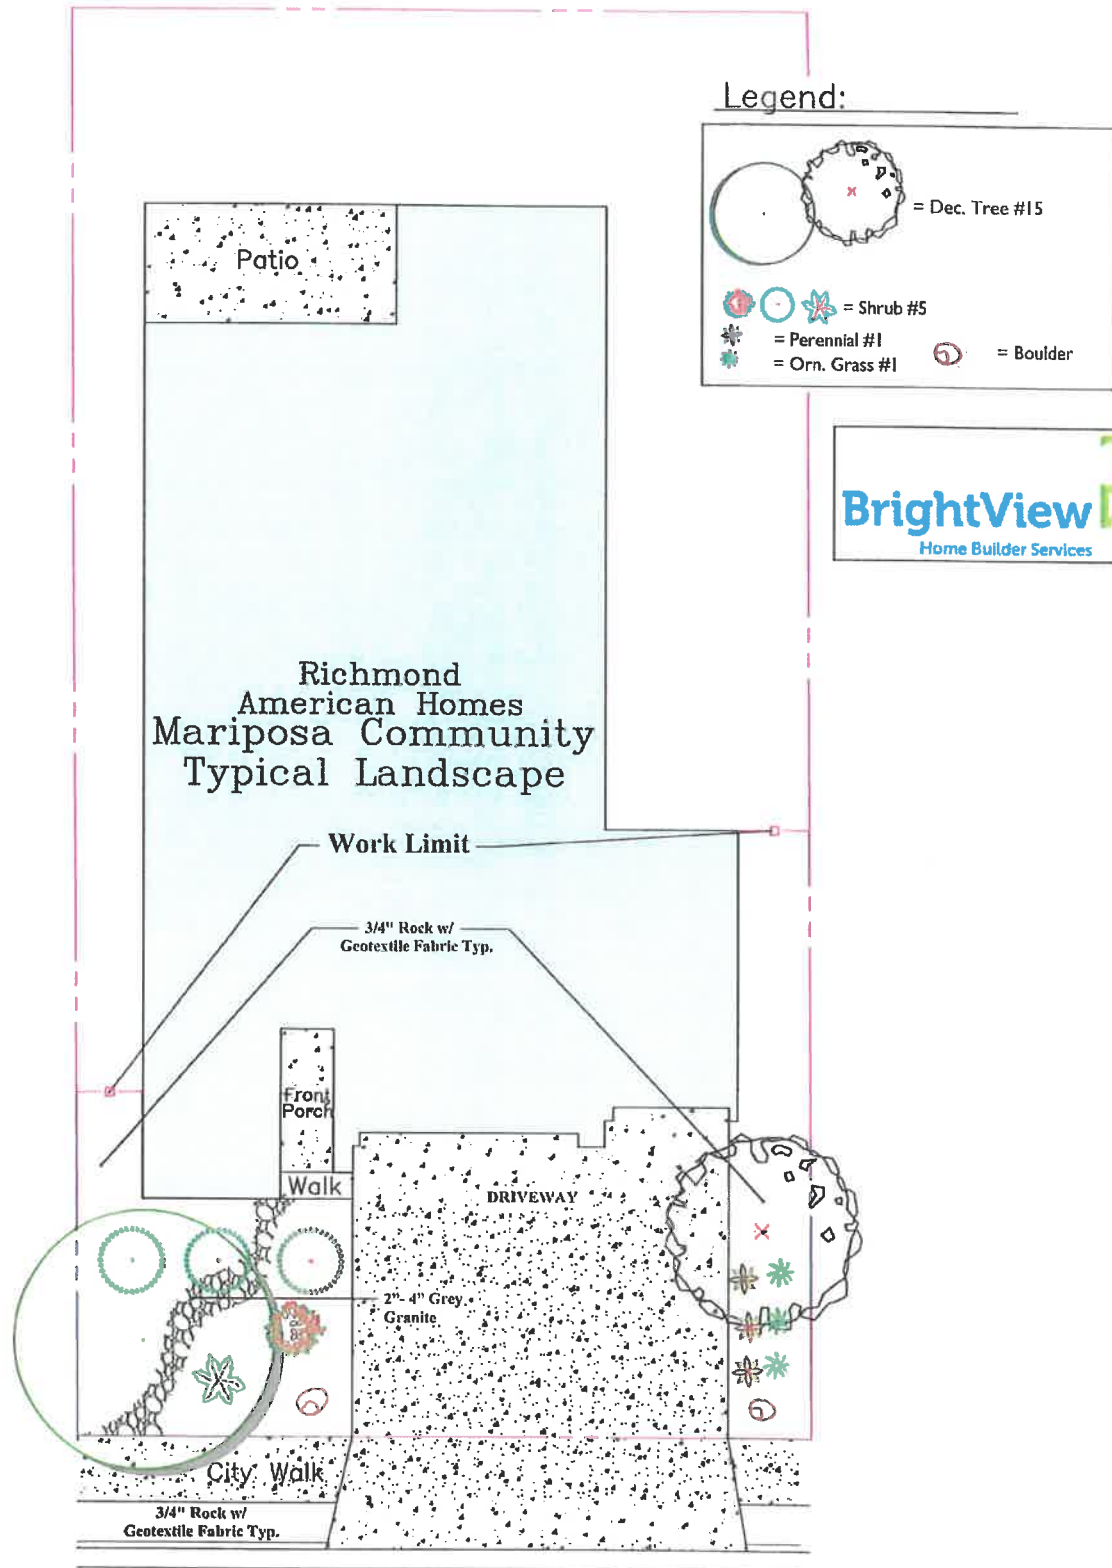 Legend:
= Dec. Tree #15
= Shrub #5
= Perennial #1
= Orn. Grass #1
= Boulder
BrightView
Home Builder Services
Patio
Richmond
American Homes
Mariposa Community
Typical Landscape
Work Limit
3/4" Rock w/
Geotextile Fabric Typ.
Front
Porch
Walk
DRIVEWAY
2"- 4" Grey
Granite
City Walk
3/4" Rock w/
Geotextile Fabric Typ.